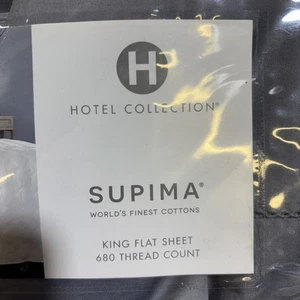 H
HOTEL COLLECTION®
SUPIMA®
WORLD'S FINEST COTTONS
KING FLAT SHEET
680 THREAD COUNT